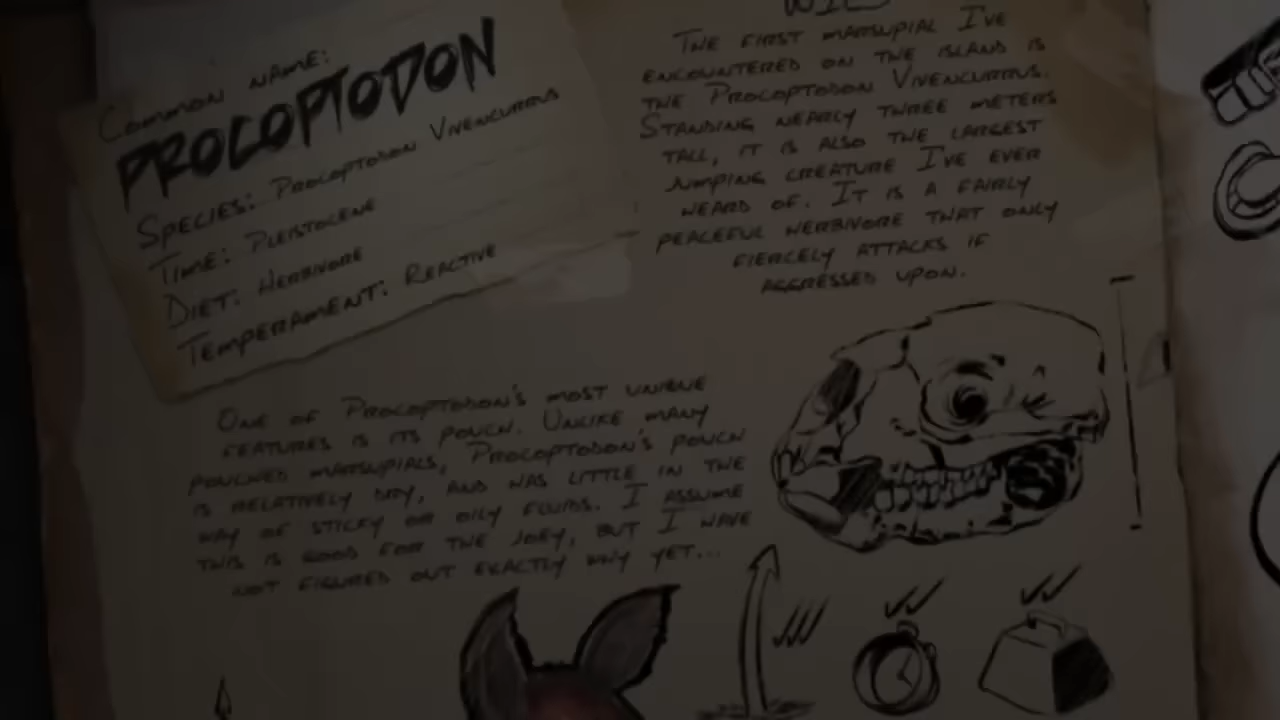 Common name:
PROCOPTODON
Species: Procoptodon Vivencurrus
Time: Pleistocene
Diet: Herbivore
Temperament: Reactive
The first marsupial I've
encountered on the island is
the Procoptodon Vivencurrus.
Standing nearly three meters
tall, it is also the largest
jumping creature I've ever
heard of. It is a fairly
peaceful herbivore that only
fiercely attacks if
aggressed upon.
One of Procoptodon's most unique
features is its pouch. Unlike many
pouched marsupials, Procoptodon's pouch
is relatively dry, and has little in the
way of sticky or oily fluids. I assume
this is good for the joey, but I have
not figured out exactly why yet...